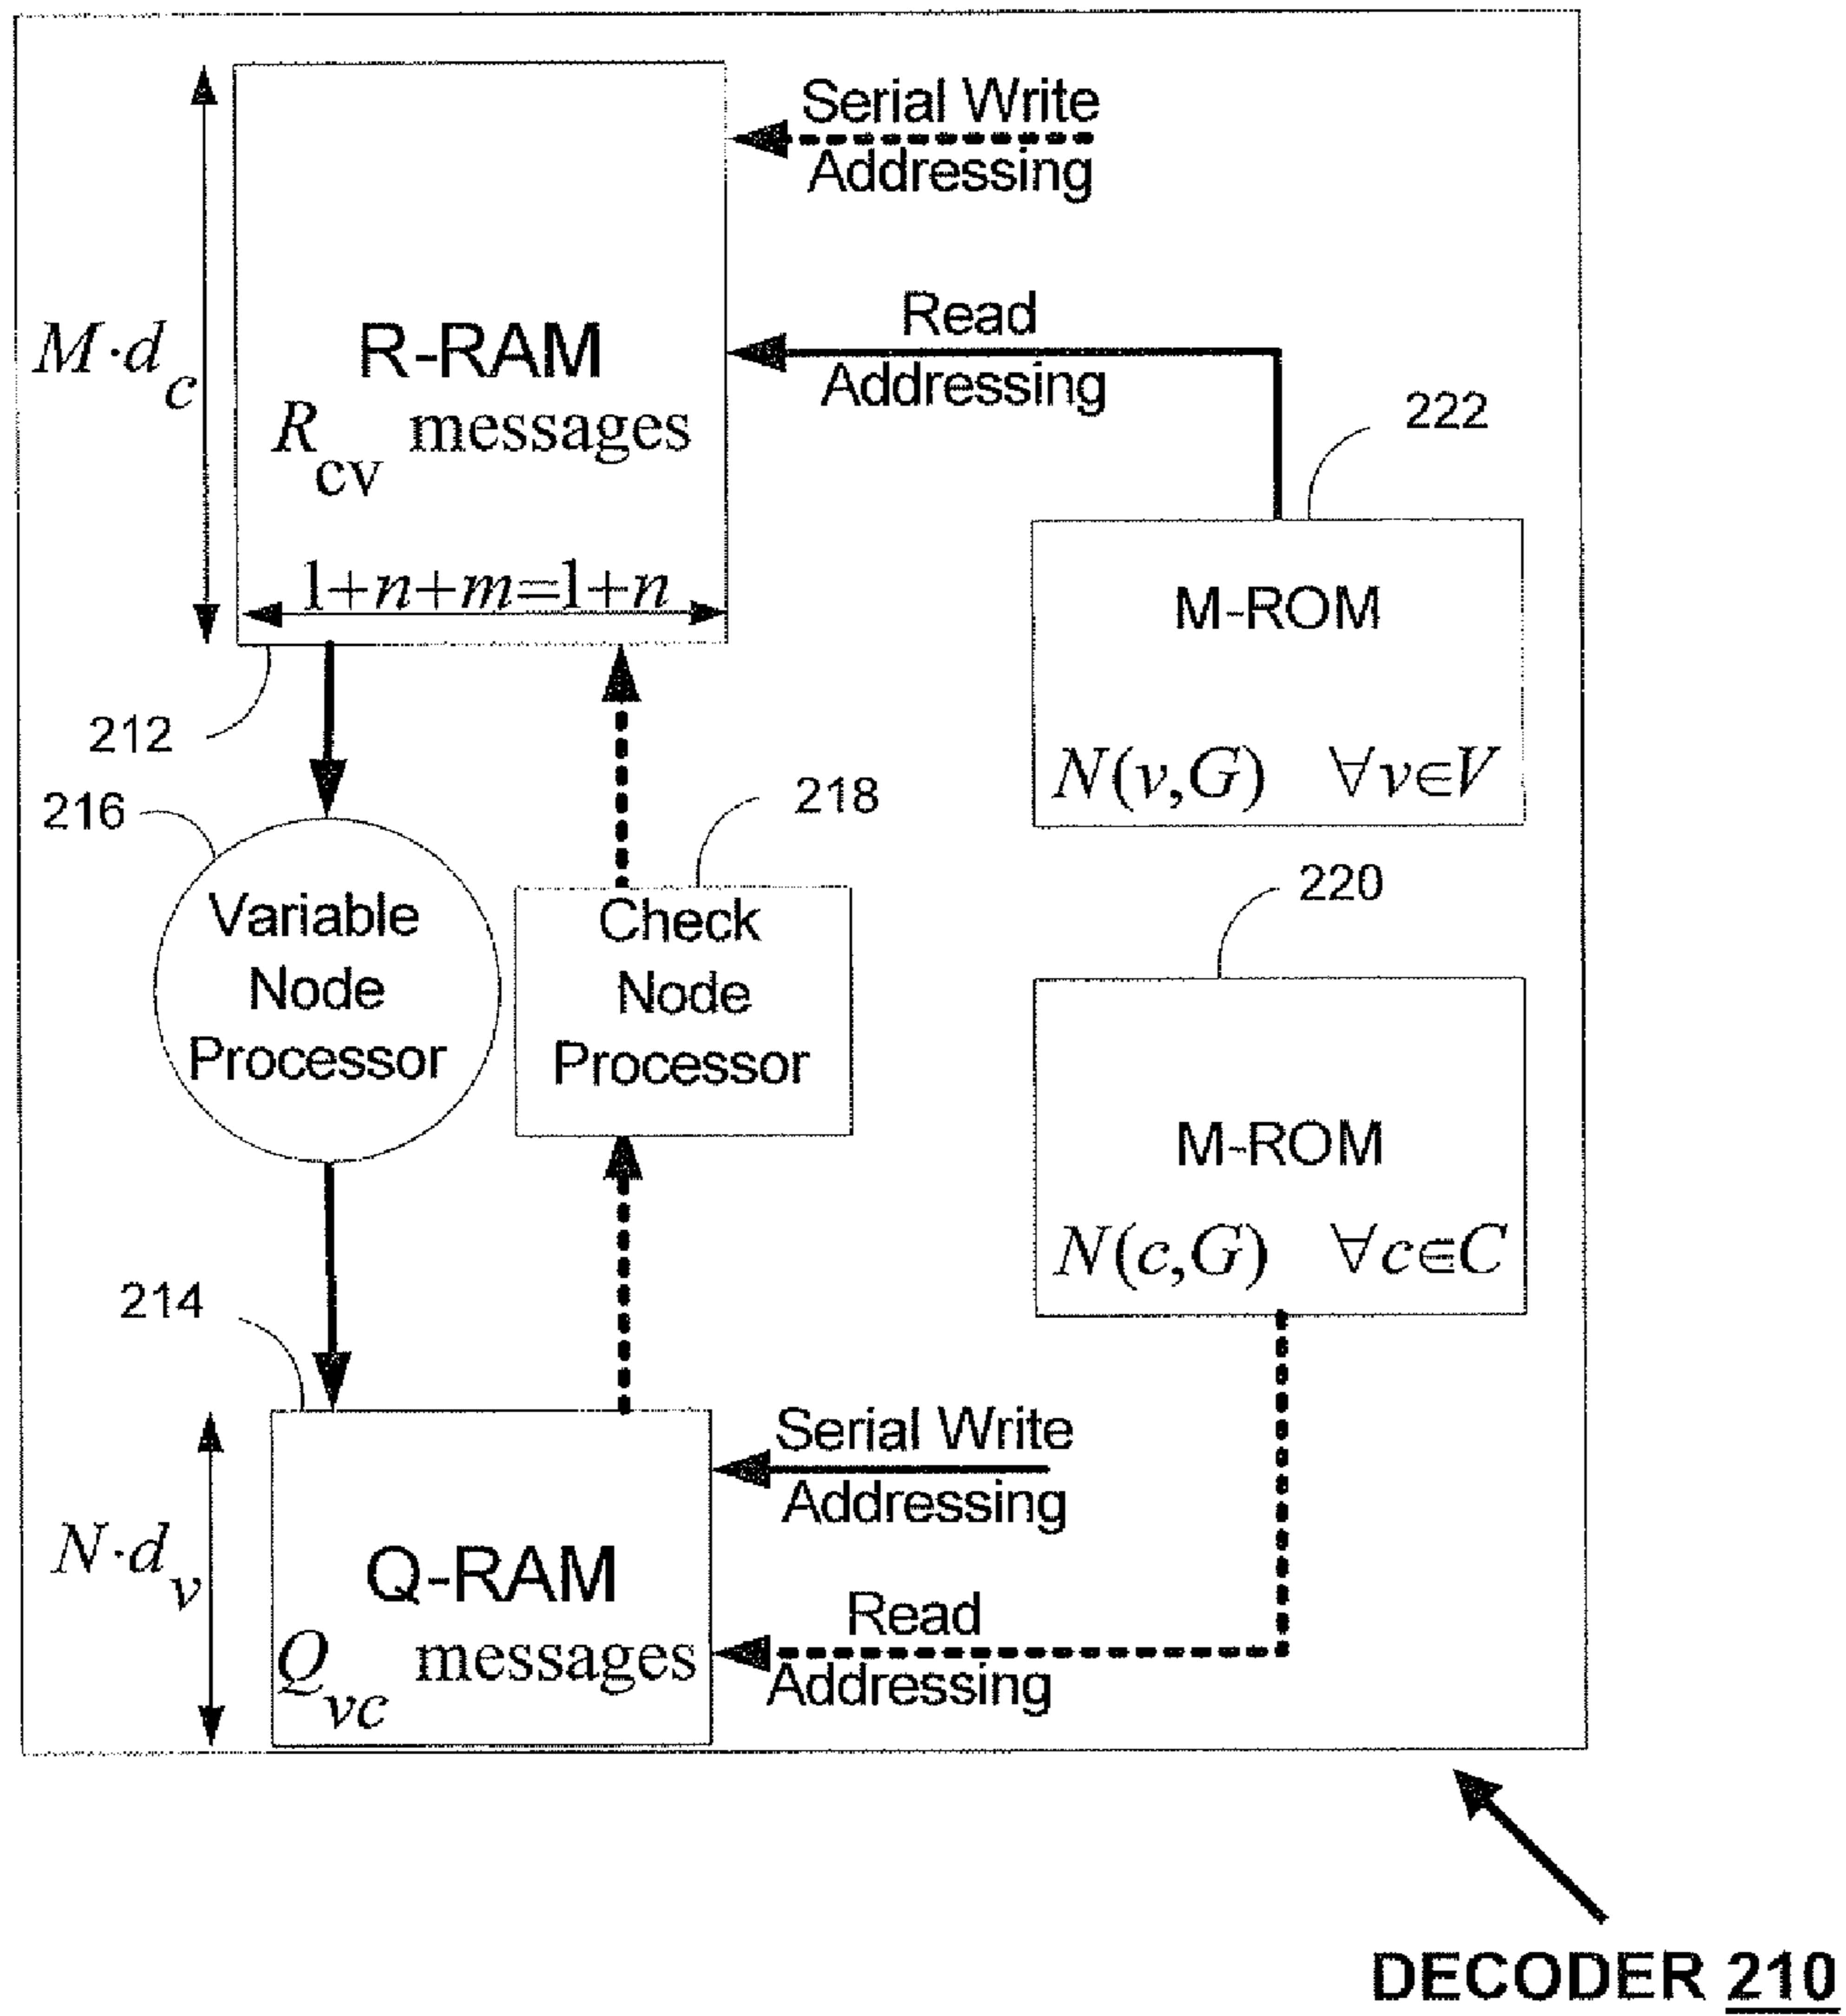 Serial Write
Addressing
Read
Addressing
M·d_c
R-RAM
R_cv messages
1+n+m=1+n
222
M-ROM
N(v,G) ∀v∈V
212
216
218
Variable
Node
Processor
Check
Node
Processor
220
M-ROM
N(c,G) ∀c∈C
214
Serial Write
Addressing
N·d_v
Q-RAM
Q_vc messages
Read
Addressing
DECODER 210